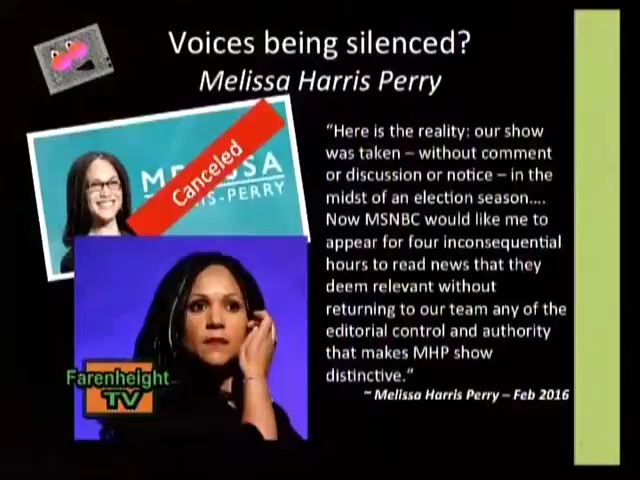 Voices being silenced?
Melissa Harris Perry
Canceled
MELISSA
IS-PERRY
“Here is the reality: our show
was taken – without comment
or discussion or notice – in the
midst of an election season….
Now MSNBC would like me to
appear for four inconsequential
hours to read news that they
deem relevant without
returning to our team any of the
editorial control and authority
that makes MHP show
distinctive.“
~ Melissa Harris Perry – Feb 2016
Farenheight
TV